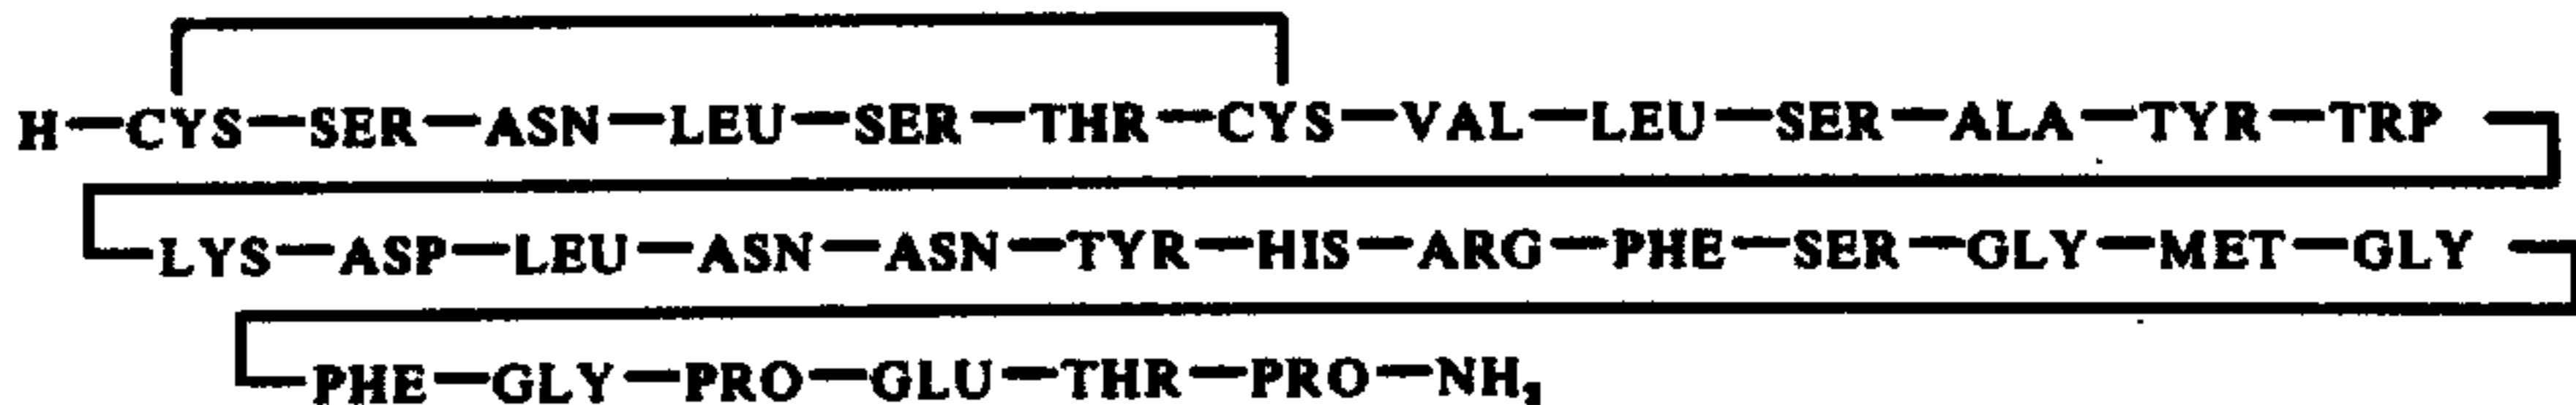 H—CYS—SER—ASN—LEU—SER—THR—CYS—VAL—LEU—SER—ALA—TYR—TRP
LYS—ASP—LEU—ASN—ASN—TYR—HIS—ARG—PHE—SER—GLY—MET—GLY
PHE—GLY—PRO—GLU—THR—PRO—NH₂